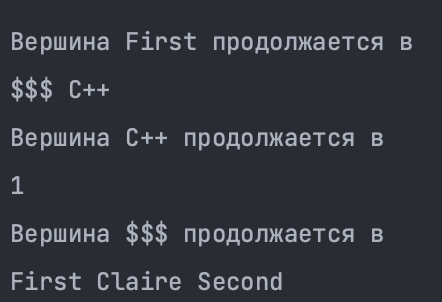 Вершина First продолжается в
$$$ C++
Вершина C++ продолжается в
1
Вершина $$$ продолжается в
First Claire Second